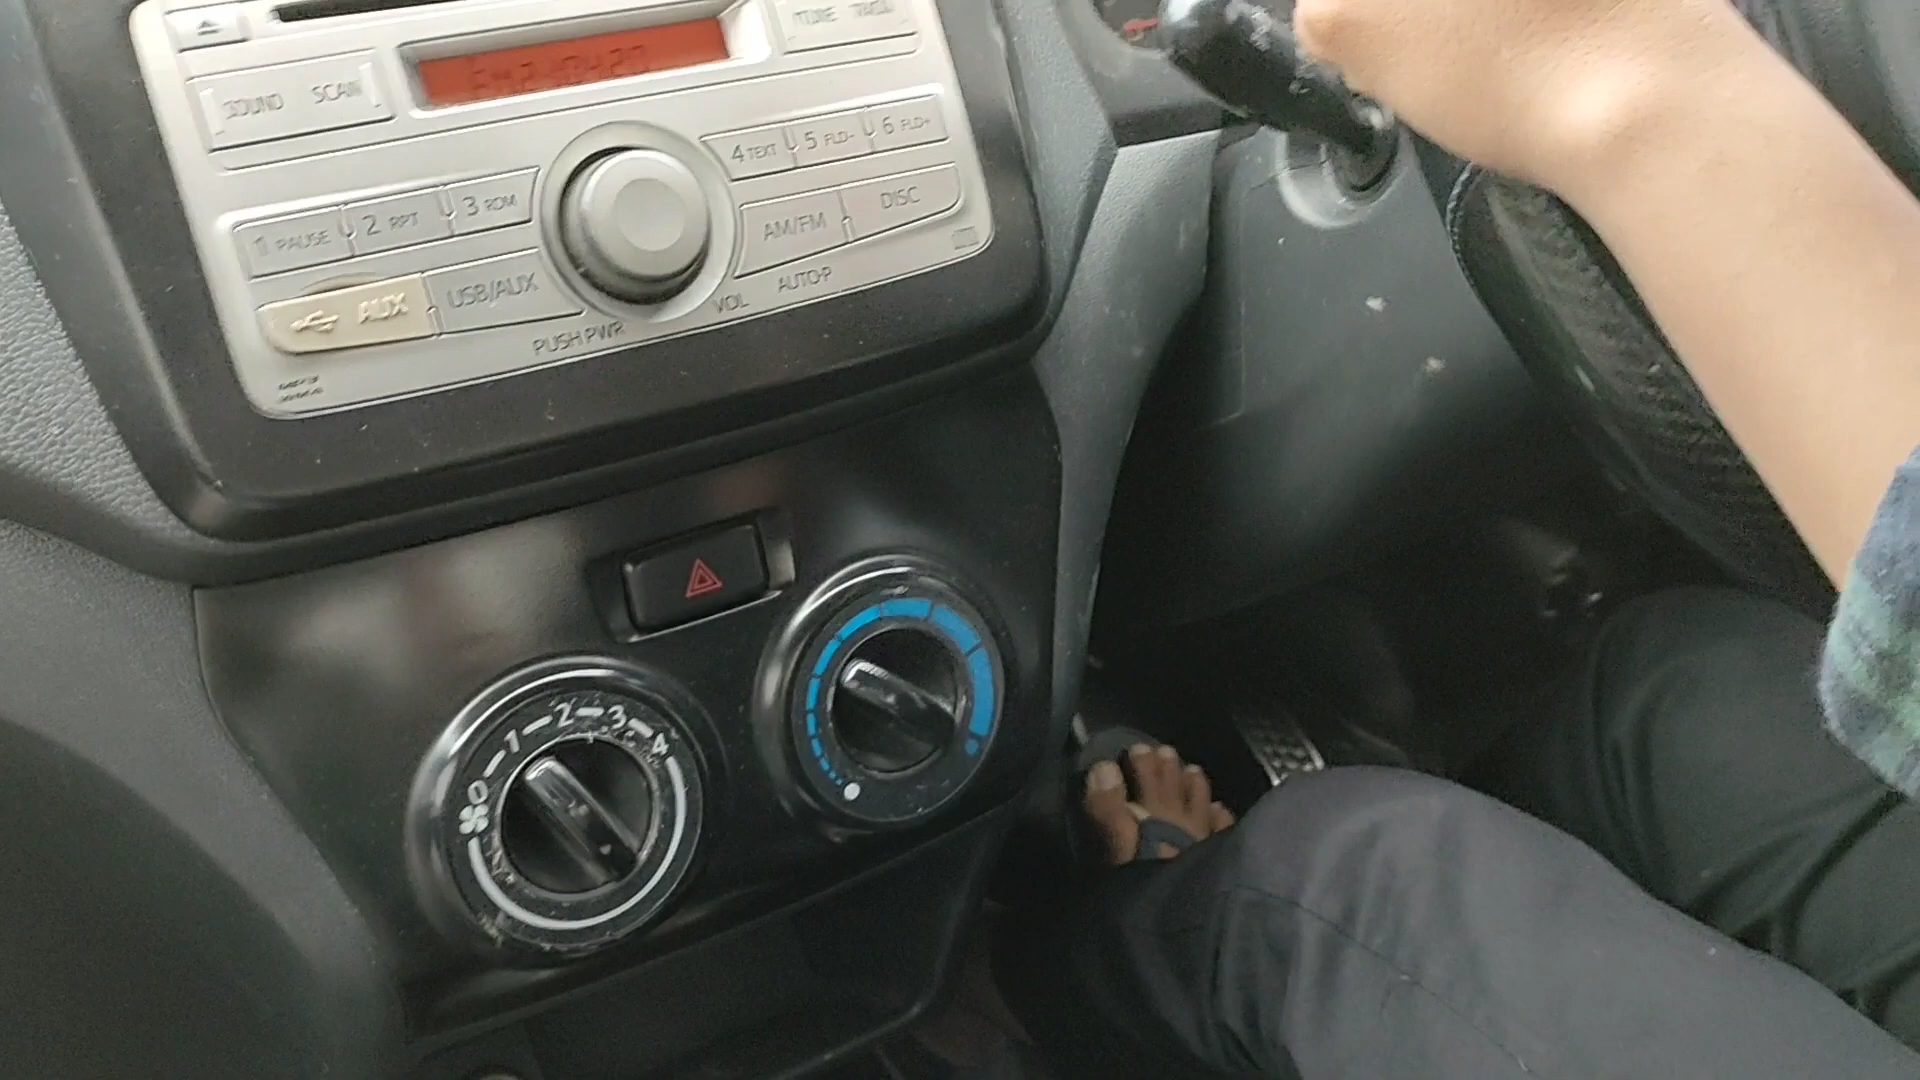 TUNE TRACK
SOUND SCAN
4 TEXT 5 FLD- 6 FLD+
1 PAUSE 2 RPT 3 RDM
AM/FM DISC
AUX USB/AUX
PUSH PWR VOL AUTO·P
0 1 2 3 4